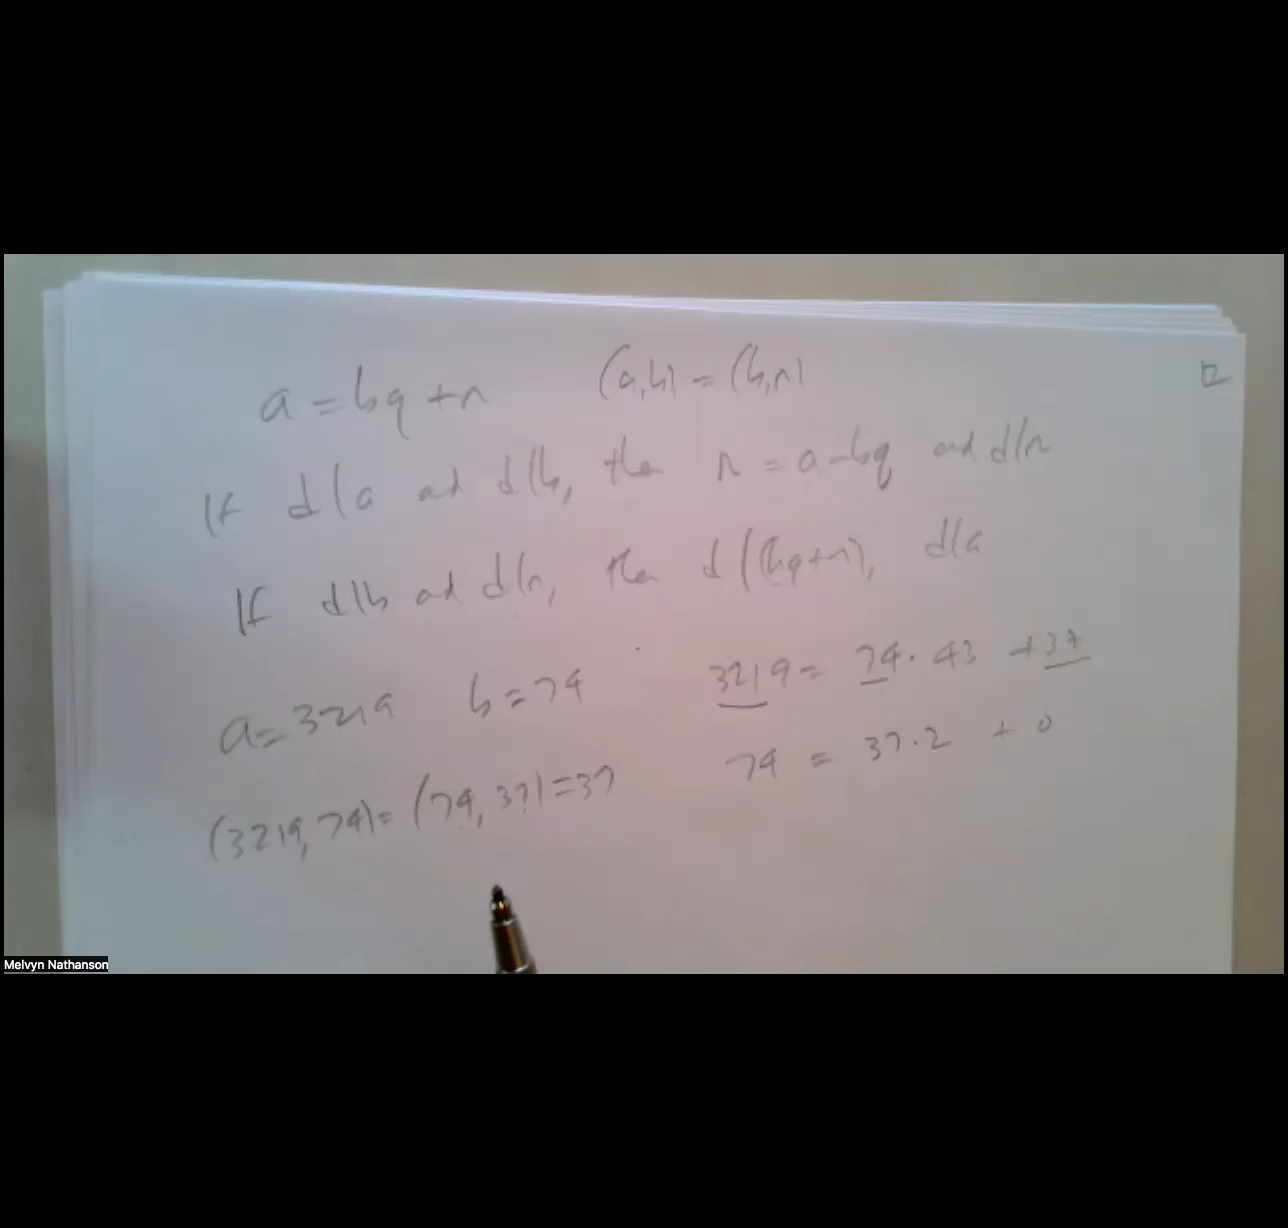 a = bq + r (a,b) = (b,r)
If d|a and d|b, then r = a - bq and d|r
If d|b and d|r, then d|(bq+r), d|a
a = 3219 b = 74 3219 = 74 · 43 + 37
(3219, 74) = (74, 37) = 37 74 = 37 · 2 + 0
Melvyn Nathanson